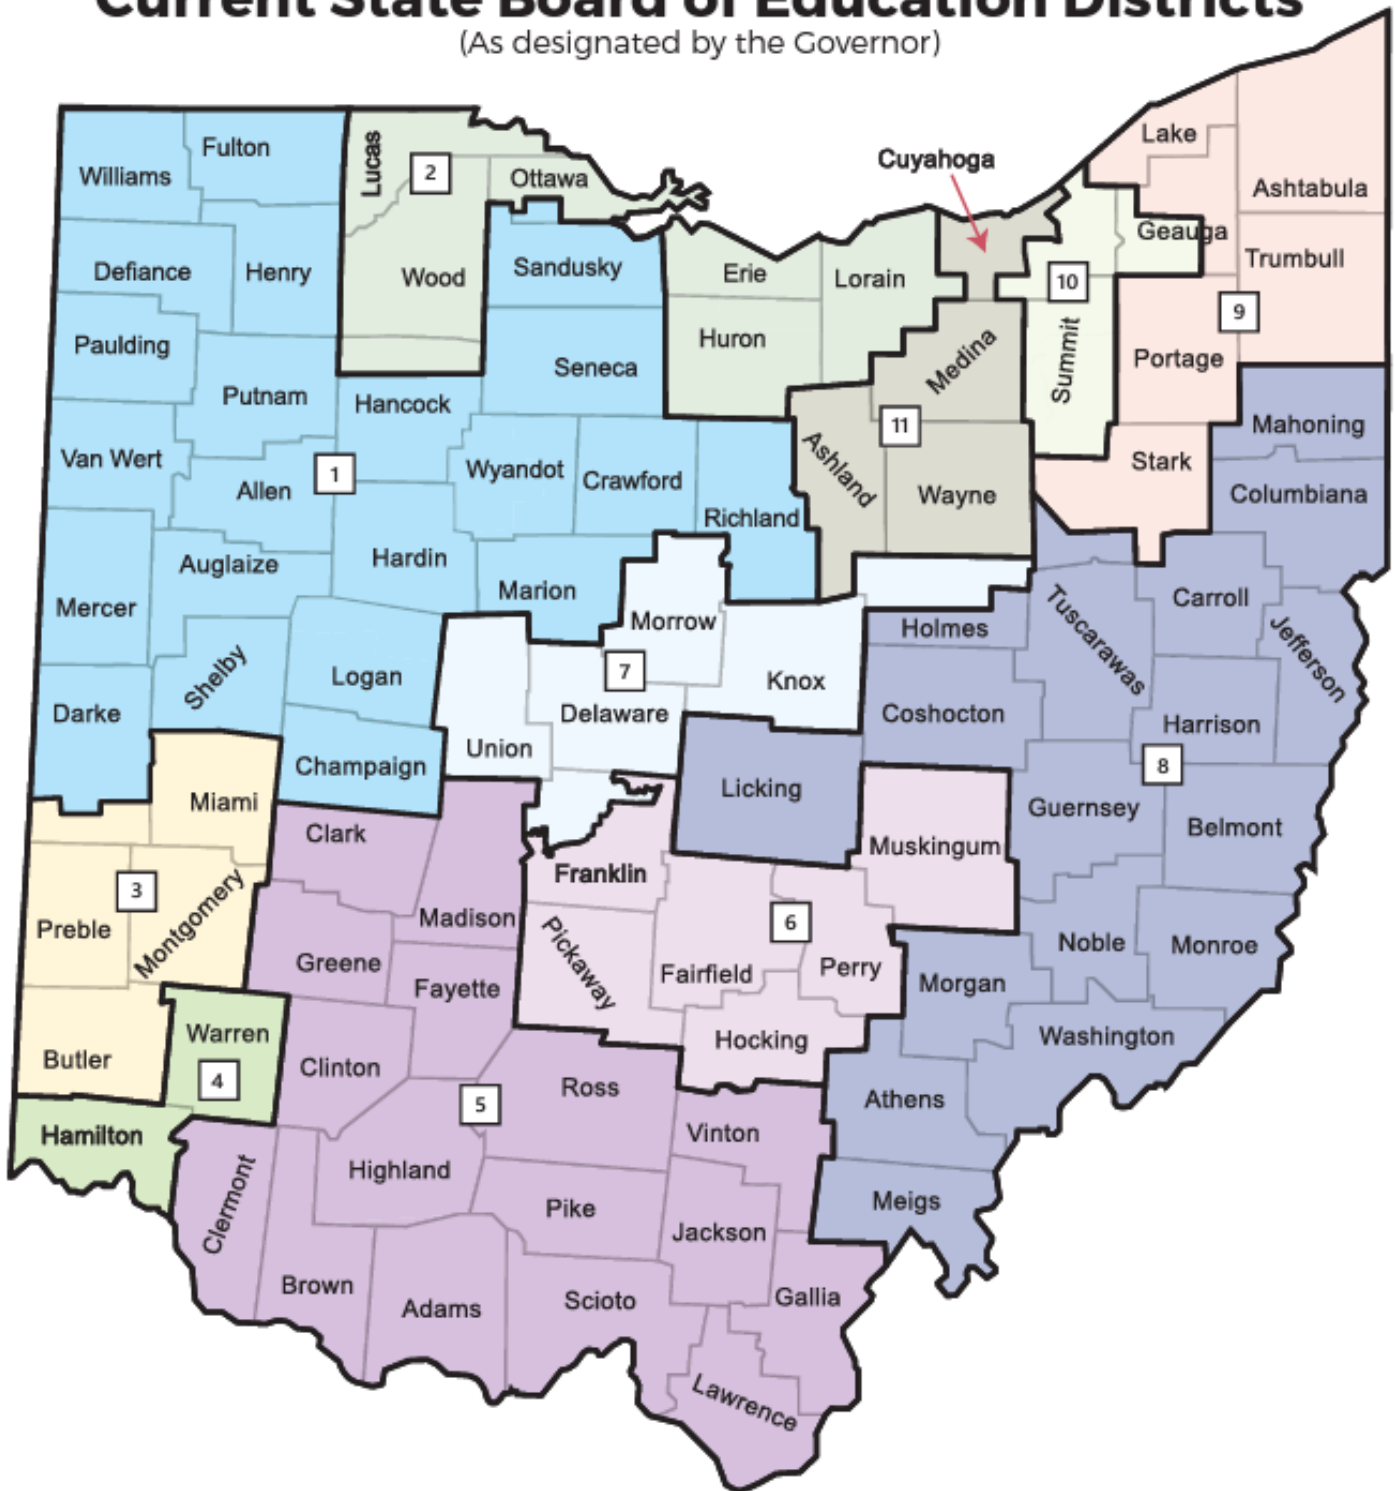 Current State Board of Education Districts
(As designated by the Governor)
Lake
Ashtabula
Cuyahoga
Geauga
Trumbull
Lucas
2
Ottawa
Fulton
Williams
Defiance
Henry
Wood
Sandusky
Erie
Lorain
10
9
Paulding
Huron
Medina
Summit
Portage
Seneca
Putnam
Hancock
11
Mahoning
Van Wert
1
Wyandot
Crawford
Ashland
Wayne
Stark
Columbiana
Allen
Richland
Auglaize
Hardin
Marion
Mercer
Morrow
Holmes
Tuscarawas
Carroll
Jefferson
Shelby
Logan
7
Knox
Darke
Delaware
Coshocton
Harrison
Union
8
Champaign
Licking
Miami
Guernsey
Belmont
Clark
Muskingum
Franklin
3
Montgomery
Preble
Madison
Pickaway
6
Greene
Fayette
Fairfield
Perry
Noble
Monroe
Morgan
Warren
Hocking
Washington
Butler
4
Clinton
5
Ross
Athens
Hamilton
Vinton
Highland
Clermont
Pike
Jackson
Meigs
Brown
Adams
Scioto
Gallia
Lawrence